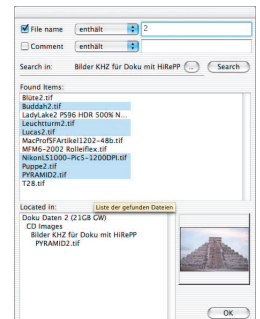 File name enthält 2
Comment enthält
Search in: Bilder KHZ für Doku mit HiRePP (..) Search
Found Items:
Blüte2.tif
Buddah2.tif
LadyLake2 PS96 HDR 500% N...
Leuchtturm2.tif
Lucas2.tif
MacProfSFArtikel1202-48b.tif
MFM6-2002 Rolleiflex.tif
NikonLS1000-PicS-1200DPI.tif
Puppe2.tif
PYRAMID2.tif
T28.tif
Located in: Liste der gefunden Dateien
Doku Daten 2 (21GB GW)
CD Images
Bilder KHZ für Doku mit HiRePP
PYRAMID2.tif
OK